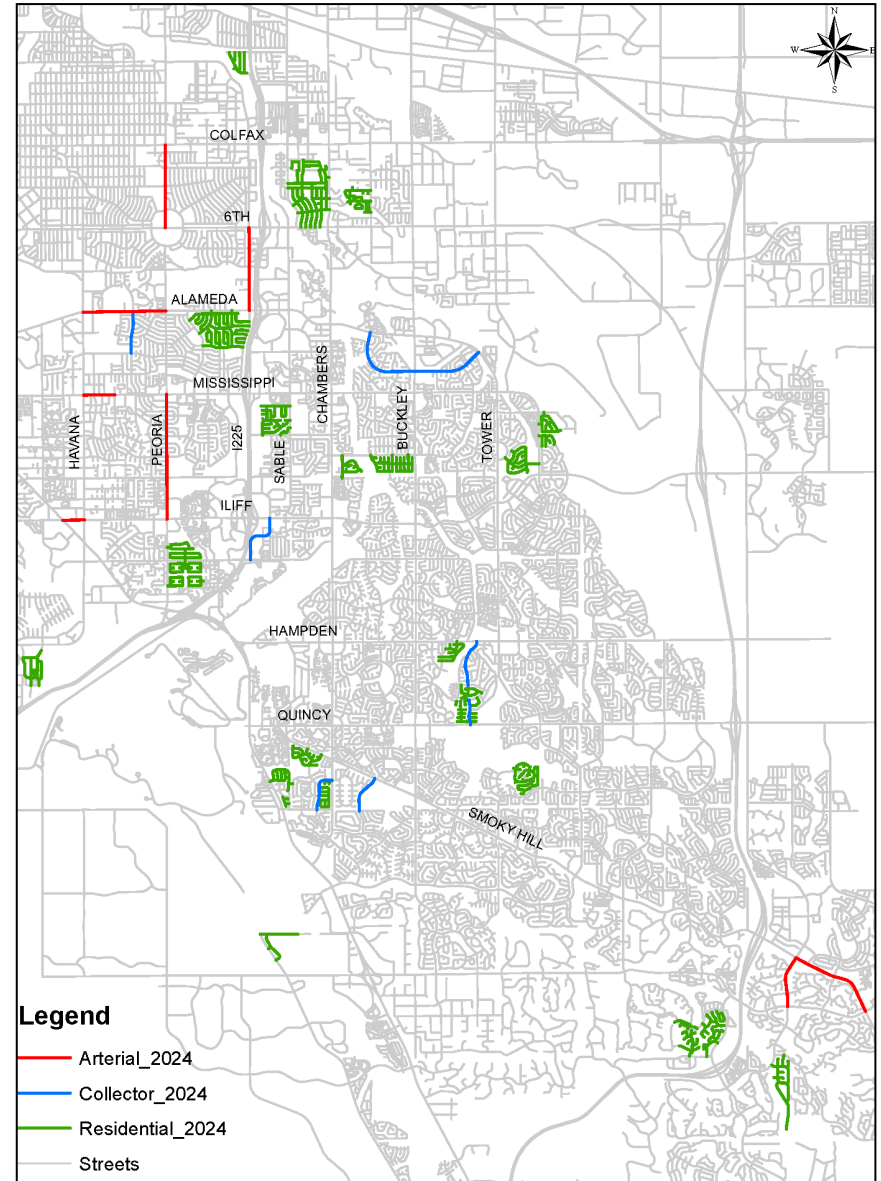 N
W
E
S
COLFAX
6TH
ALAMEDA
MISSISSIPPI
CHAMBERS
HAVANA
PEORIA
I225
SABLE
BUCKLEY
TOWER
ILIFF
HAMPDEN
QUINCY
SMOKY HILL
Legend
Arterial_2024
Collector_2024
Residential_2024
Streets